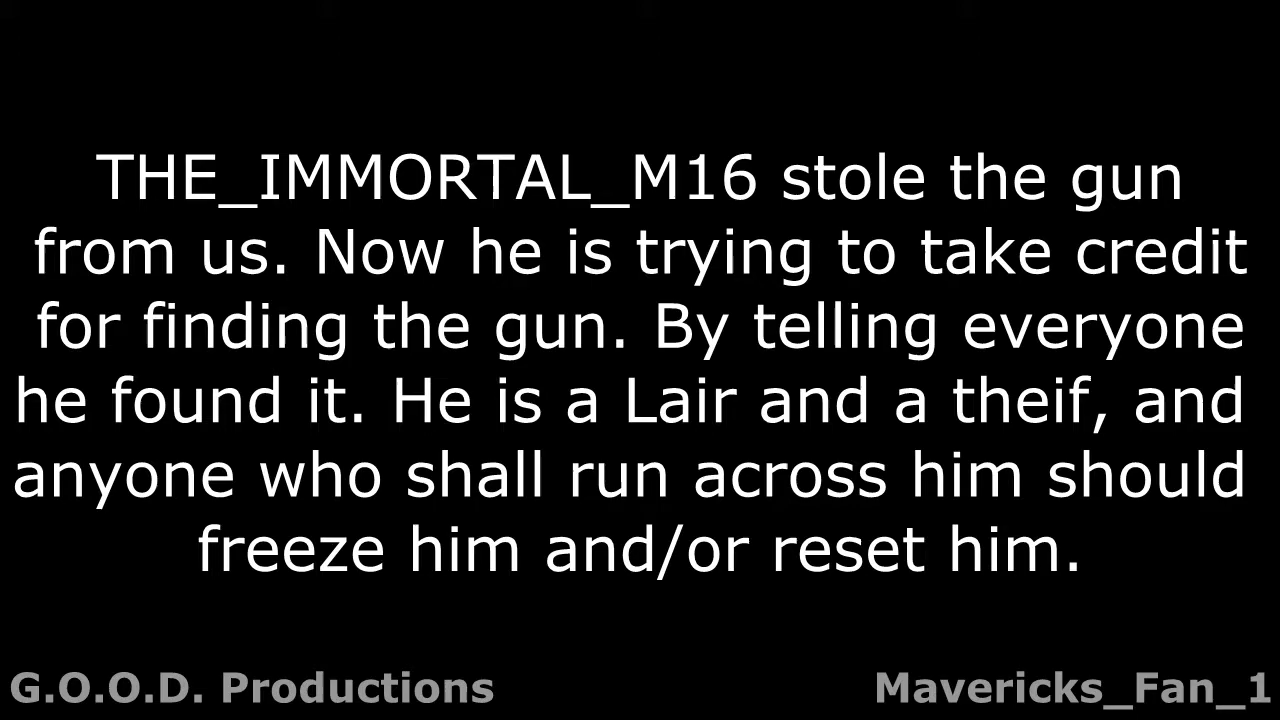 THE_IMMORTAL_M16 stole the gun
from us. Now he is trying to take credit
for finding the gun. By telling everyone
he found it. He is a Lair and a theif, and
anyone who shall run across him should
freeze him and/or reset him.
G.O.O.D. Productions
Mavericks_Fan_1